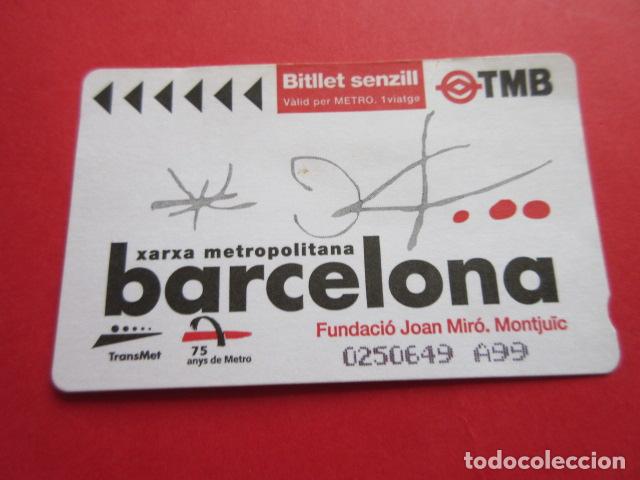 Bitllet senzill
Vàlid per METRO. 1viatge
TMB
xarxa metropolitana
barcelona
Fundació Joan Miró. Montjuïc
TransMet
75
anys de Metro
0250649 A99
todocoleccion